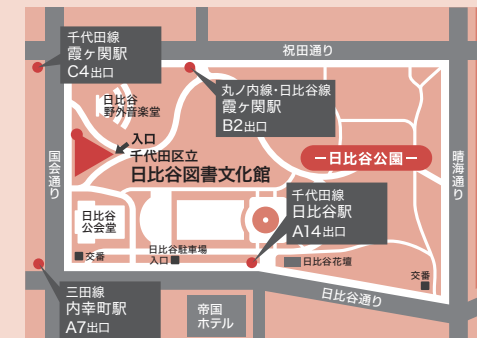 千代田線
霞ヶ関駅
C4出口
祝田通り
丸ノ内線・日比谷線
霞ヶ関駅
B2出口
日比谷
野外音楽堂
入口
千代田区立
日比谷図書文化館
日比谷公園
国会通り
晴海通り
千代田線
日比谷駅
A14出口
日比谷
公会堂
交番
日比谷駐車場
入口
日比谷花壇
交番
三田線
内幸町駅
A7出口
帝国
ホテル
日比谷通り